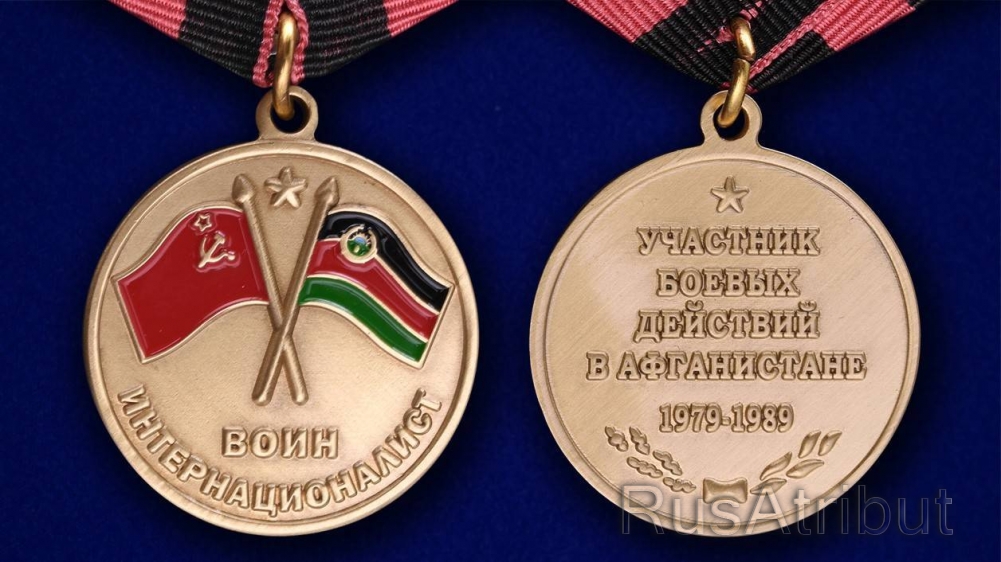 ВОИН
ИНТЕРНАЦИОНАЛИСТ
УЧАСТНИК
БОЕВЫХ
ДЕЙСТВИЙ
В АФГАНИСТАНЕ
1979-1989
RusAtribut